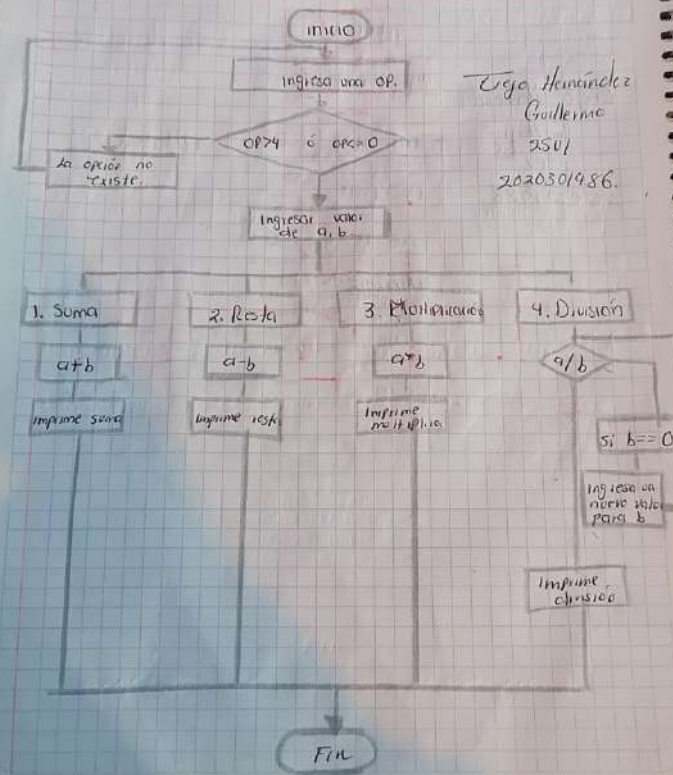 Inicio
Ingresa una OP.
Hernández
Guillermo
2SV1
OP>4 ó OP<=0
La opción no
existe.
2020301486.
Ingresar valor
de a, b
1. Suma
2. Resta
3. Multiplicación
4. División
a+b
a-b
a*b
a/b
Imprime suma
Imprime resta
Imprime
multiplica
Si b==0
Ingresa un
nuevo valor
para b
Imprime
división
Fin